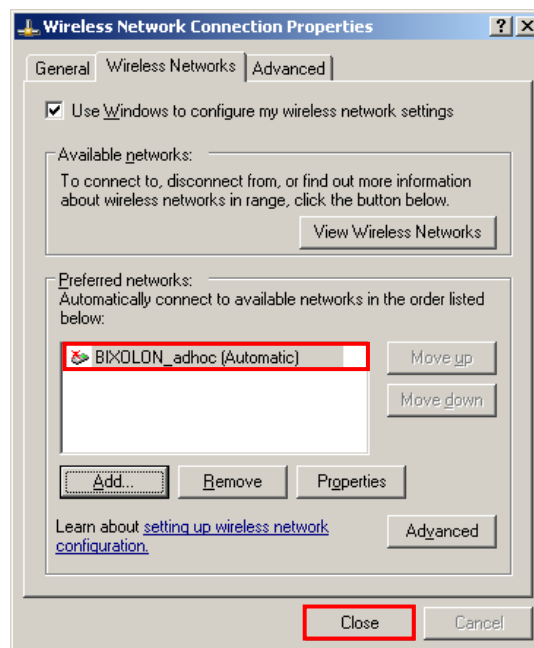 Wireless Network Connection Properties
General Wireless Networks Advanced
Use Windows to configure my wireless network settings
Available networks:
To connect to, disconnect from, or find out more information
about wireless networks in range, click the button below.
View Wireless Networks
Preferred networks:
Automatically connect to available networks in the order listed
below:
BIXOLON_adhoc (Automatic)
Move up
Move down
Add... Remove Properties
Learn about setting up wireless network
configuration.
Advanced
Close Cancel